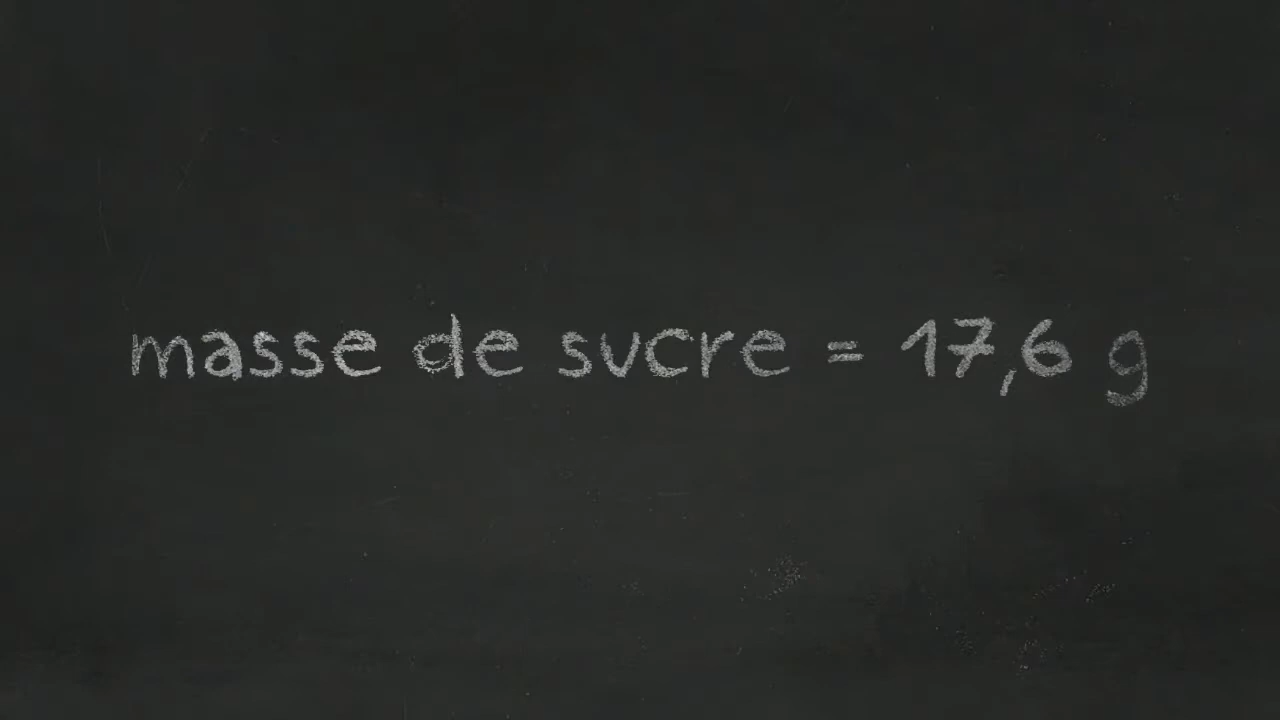 masse de sucre = 17,6 g